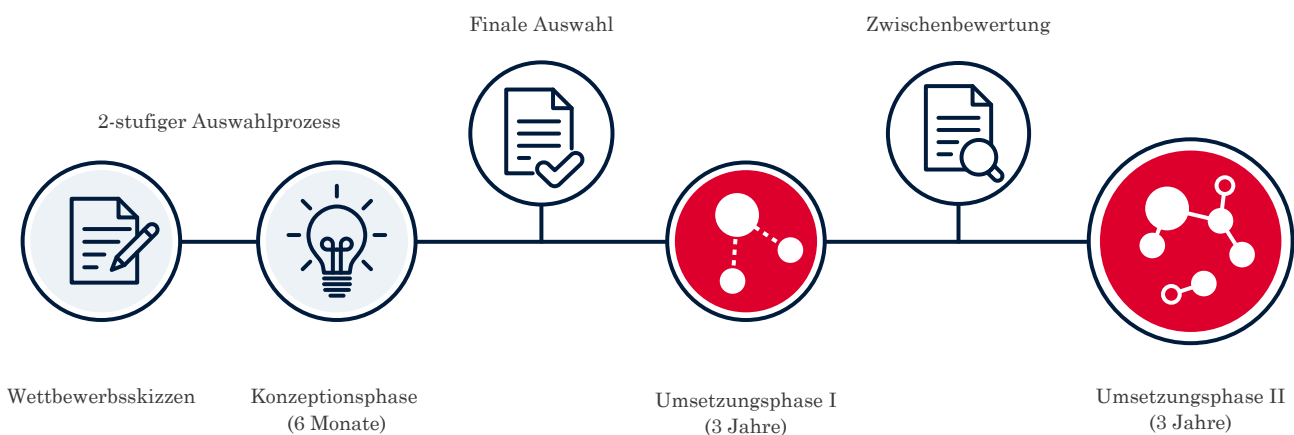 Finale Auswahl
Zwischenbewertung
2-stufiger Auswahlprozess
Wettbewerbsskizzen
Konzeptionsphase
(6 Monate)
Umsetzungsphase I
(3 Jahre)
Umsetzungsphase II
(3 Jahre)